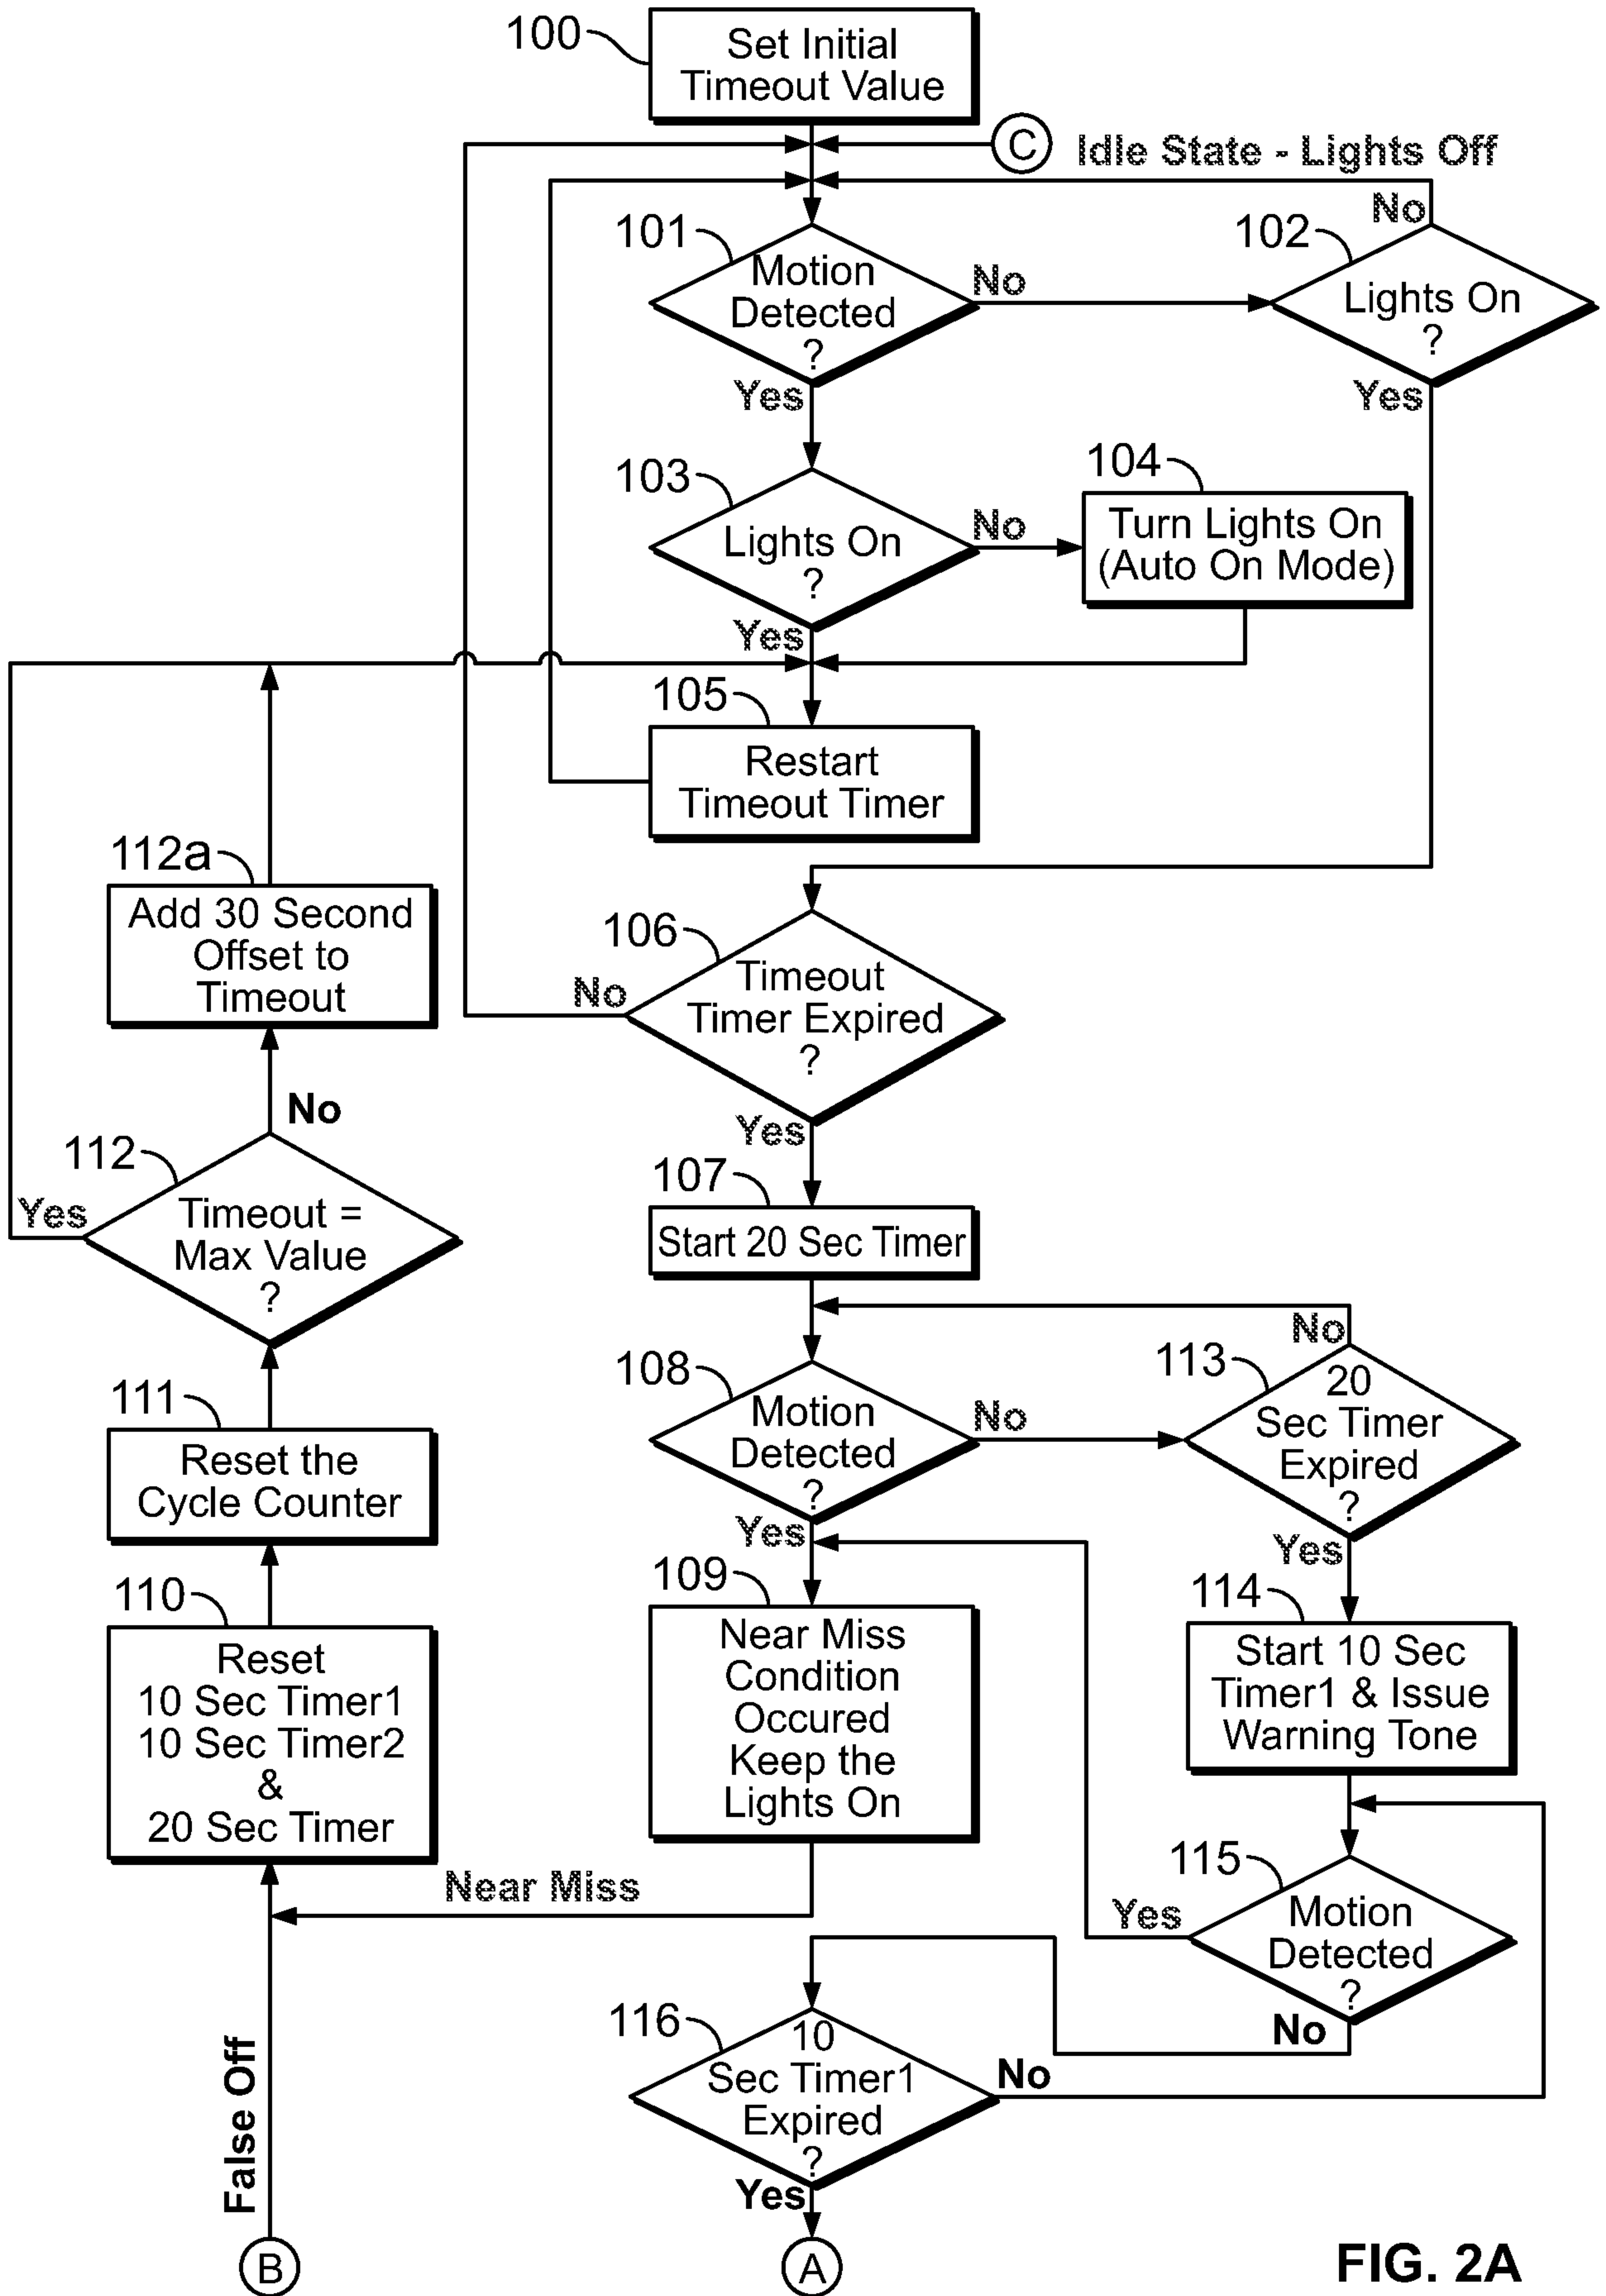 100
Set Initial
Timeout Value
C
Idle State - Lights Off
101
Motion
Detected
?
No
Yes
102
No
Lights On
?
Yes
103
Lights On
?
No
Yes
104
Turn Lights On
(Auto On Mode)
105
Restart
Timeout Timer
112a
Add 30 Second
Offset to
Timeout
106
Timeout
Timer Expired
?
No
Yes
No
112
Yes
Timeout =
Max Value
?
107
Start 20 Sec Timer
108
Motion
Detected
?
No
Yes
113
No
20
Sec Timer
Expired
?
Yes
111
Reset the
Cycle Counter
109
Near Miss
Condition
Occured
Keep the
Lights On
114
Start 10 Sec
Timer1 & Issue
Warning Tone
110
Reset
10 Sec Timer1
10 Sec Timer2
&
20 Sec Timer
Near Miss
115
Yes
Motion
Detected
?
No
116
10
Sec Timer1
Expired
?
No
Yes
False Off
B
A
FIG. 2A